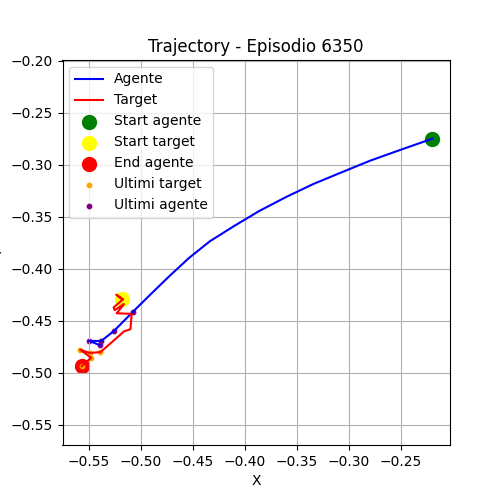 Trajectory - Episodio 6350
−0.20
−0.25
−0.30
−0.35
−0.40
−0.45
−0.50
−0.55
Agente
Target
Start agente
Start target
End agente
Ultimi target
Ultimi agente
−0.55 −0.50 −0.45 −0.40 −0.35 −0.30 −0.25
X